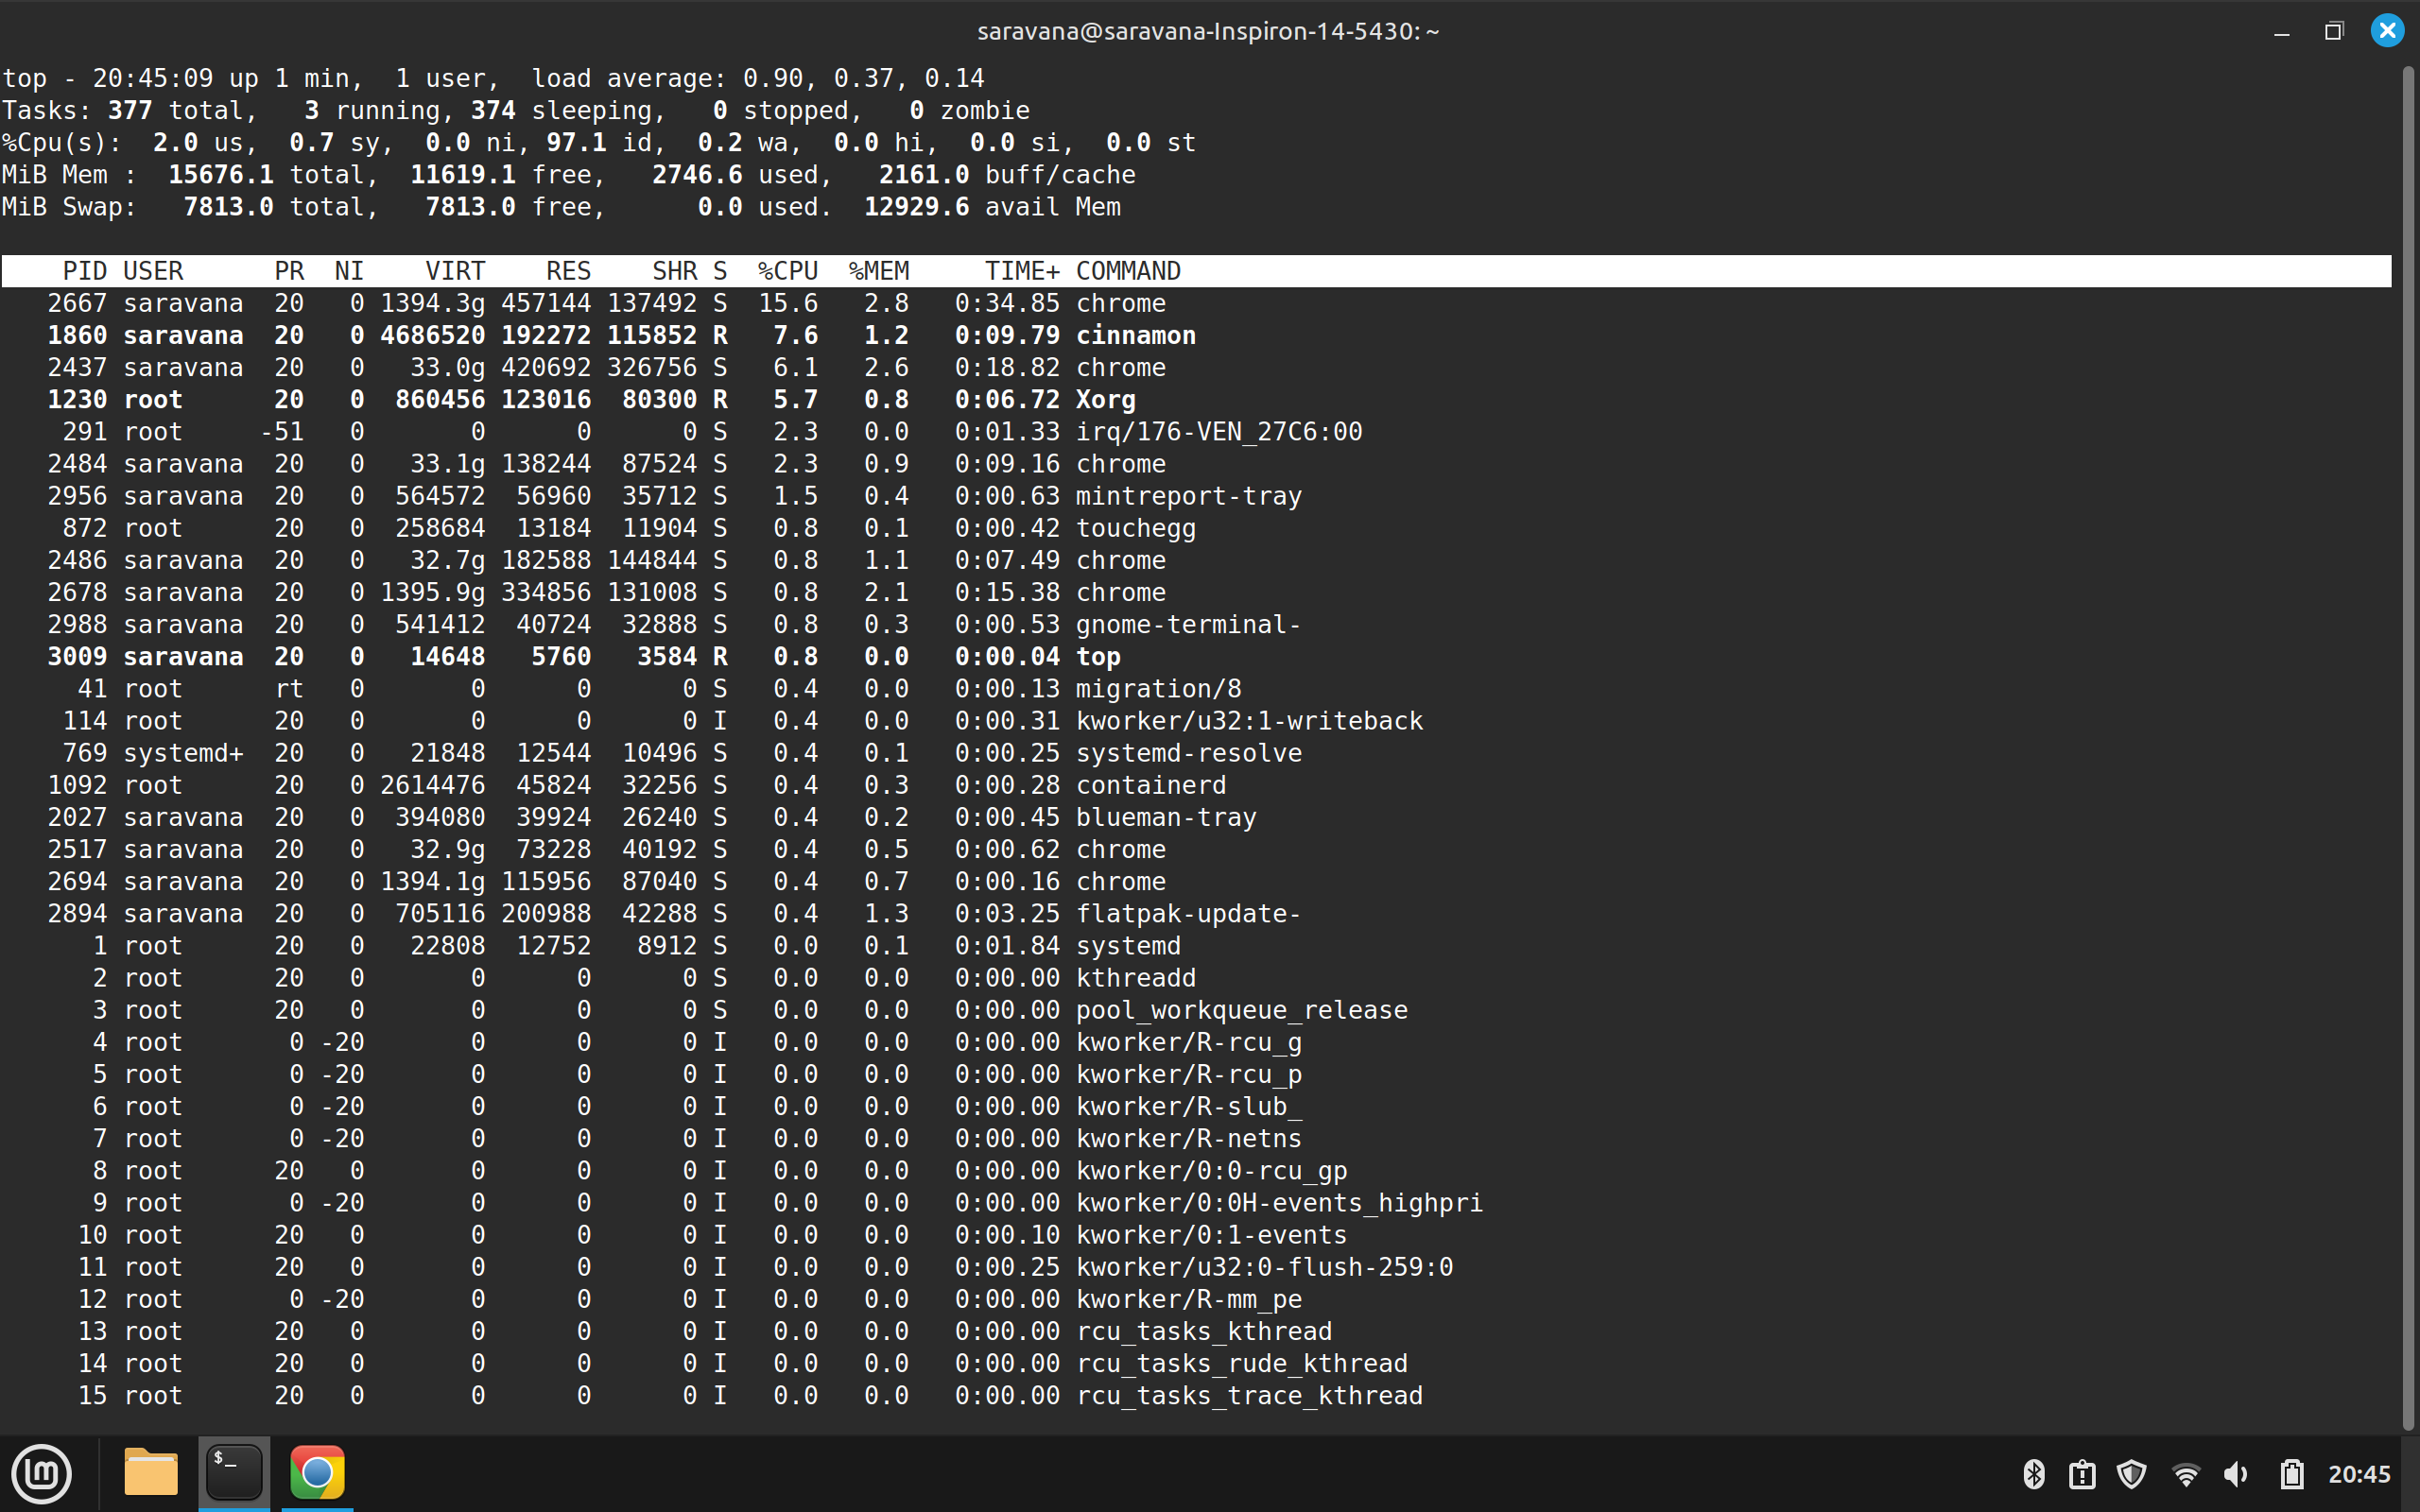 saravana@saravana-Inspiron-14-5430: ~
top - 20:45:09 up 1 min,  1 user,  load average: 0.90, 0.37, 0.14
Tasks: 377 total,   3 running, 374 sleeping,   0 stopped,   0 zombie
%Cpu(s):  2.0 us,  0.7 sy,  0.0 ni, 97.1 id,  0.2 wa,  0.0 hi,  0.0 si,  0.0 st
MiB Mem :  15676.1 total,  11619.1 free,   2746.6 used,   2161.0 buff/cache
MiB Swap:   7813.0 total,   7813.0 free,      0.0 used.  12929.6 avail Mem
PID USER      PR  NI    VIRT    RES    SHR S  %CPU  %MEM     TIME+ COMMAND
2667 saravana  20   0 1394.3g 457144 137492 S  15.6   2.8   0:34.85 chrome
1860 saravana  20   0 4686520 192272 115852 R   7.6   1.2   0:09.79 cinnamon
2437 saravana  20   0   33.0g 420692 326756 S   6.1   2.6   0:18.82 chrome
1230 root      20   0  860456 123016  80300 R   5.7   0.8   0:06.72 Xorg
291 root     -51   0       0      0      0 S   2.3   0.0   0:01.33 irq/176-VEN_27C6:00
2484 saravana  20   0   33.1g 138244  87524 S   2.3   0.9   0:09.16 chrome
2956 saravana  20   0  564572  56960  35712 S   1.5   0.4   0:00.63 mintreport-tray
872 root      20   0  258684  13184  11904 S   0.8   0.1   0:00.42 touchegg
2486 saravana  20   0   32.7g 182588 144844 S   0.8   1.1   0:07.49 chrome
2678 saravana  20   0 1395.9g 334856 131008 S   0.8   2.1   0:15.38 chrome
2988 saravana  20   0  541412  40724  32888 S   0.8   0.3   0:00.53 gnome-terminal-
3009 saravana  20   0   14648   5760   3584 R   0.8   0.0   0:00.04 top
41 root      rt   0       0      0      0 S   0.4   0.0   0:00.13 migration/8
114 root      20   0       0      0      0 I   0.4   0.0   0:00.31 kworker/u32:1-writeback
769 systemd+  20   0   21848  12544  10496 S   0.4   0.1   0:00.25 systemd-resolve
1092 root      20   0 2614476  45824  32256 S   0.4   0.3   0:00.28 containerd
2027 saravana  20   0  394080  39924  26240 S   0.4   0.2   0:00.45 blueman-tray
2517 saravana  20   0   32.9g  73228  40192 S   0.4   0.5   0:00.62 chrome
2694 saravana  20   0 1394.1g 115956  87040 S   0.4   0.7   0:00.16 chrome
2894 saravana  20   0  705116 200988  42288 S   0.4   1.3   0:03.25 flatpak-update-
1 root      20   0   22808  12752   8912 S   0.0   0.1   0:01.84 systemd
2 root      20   0       0      0      0 S   0.0   0.0   0:00.00 kthreadd
3 root      20   0       0      0      0 S   0.0   0.0   0:00.00 pool_workqueue_release
4 root       0 -20       0      0      0 I   0.0   0.0   0:00.00 kworker/R-rcu_g
5 root       0 -20       0      0      0 I   0.0   0.0   0:00.00 kworker/R-rcu_p
6 root       0 -20       0      0      0 I   0.0   0.0   0:00.00 kworker/R-slub_
7 root       0 -20       0      0      0 I   0.0   0.0   0:00.00 kworker/R-netns
8 root      20   0       0      0      0 I   0.0   0.0   0:00.00 kworker/0:0-rcu_gp
9 root       0 -20       0      0      0 I   0.0   0.0   0:00.00 kworker/0:0H-events_highpri
10 root      20   0       0      0      0 I   0.0   0.0   0:00.10 kworker/0:1-events
11 root      20   0       0      0      0 I   0.0   0.0   0:00.25 kworker/u32:0-flush-259:0
12 root       0 -20       0      0      0 I   0.0   0.0   0:00.00 kworker/R-mm_pe
13 root      20   0       0      0      0 I   0.0   0.0   0:00.00 rcu_tasks_kthread
14 root      20   0       0      0      0 I   0.0   0.0   0:00.00 rcu_tasks_rude_kthread
15 root      20   0       0      0      0 I   0.0   0.0   0:00.00 rcu_tasks_trace_kthread
$_
20:45